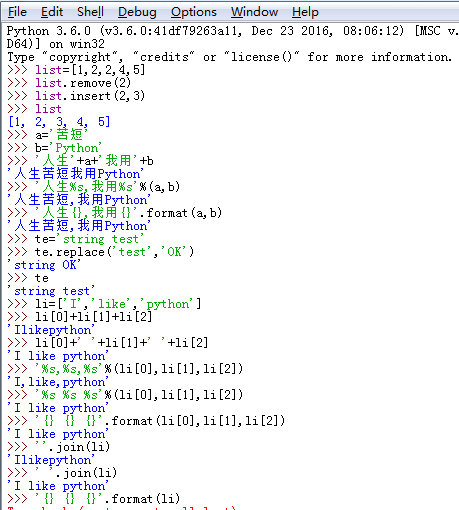 File Edit Shell Debug Options Window Help
Python 3.6.0 (v3.6.0:41df79263a11, Dec 23 2016, 08:06:12) [MSC v.
D64)] on win32
Type "copyright", "credits" or "license()" for more information.
>>> list=[1,2,2,4,5]
>>> list.remove(2)
>>> list.insert(2,3)
>>> list
[1, 2, 3, 4, 5]
>>> a='苦短'
>>> b='Python'
>>> '人生'+a+'我用'+b
'人生苦短我用Python'
>>> '人生%s,我用%s'%(a,b)
'人生苦短,我用Python'
>>> '人生{},我用{}'.format(a,b)
'人生苦短,我用Python'
>>> te='string test'
>>> te.replace('test','OK')
'string OK'
>>> te
'string test'
>>> li=['I','like','python']
>>> li[0]+li[1]+li[2]
'Ilikepython'
>>> li[0]+' '+li[1]+' '+li[2]
'I like python'
>>> '%s,%s,%s'%(li[0],li[1],li[2])
'I,like,python'
>>> '%s %s %s'%(li[0],li[1],li[2])
'I like python'
>>> '{} {} {}'.format(li[0],li[1],li[2])
'I like python'
>>> ''.join(li)
'Ilikepython'
>>> ' '.join(li)
'I like python'
>>> '{} {} {}'.format(li)